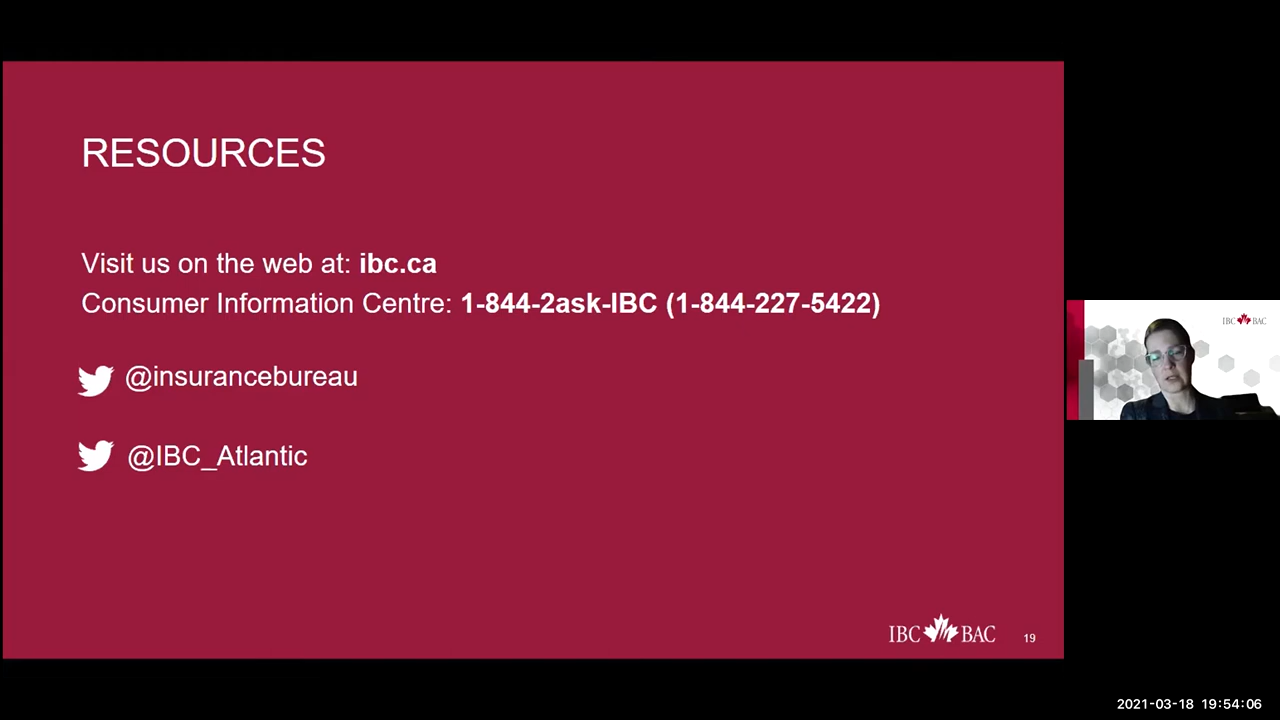 RESOURCES
Visit us on the web at: ibc.ca
Consumer Information Centre: 1-844-2ask-IBC (1-844-227-5422)
@insurancebureau
@IBC_Atlantic
IBC BAC
19
IBC BAC
2021-03-18 19:54:06